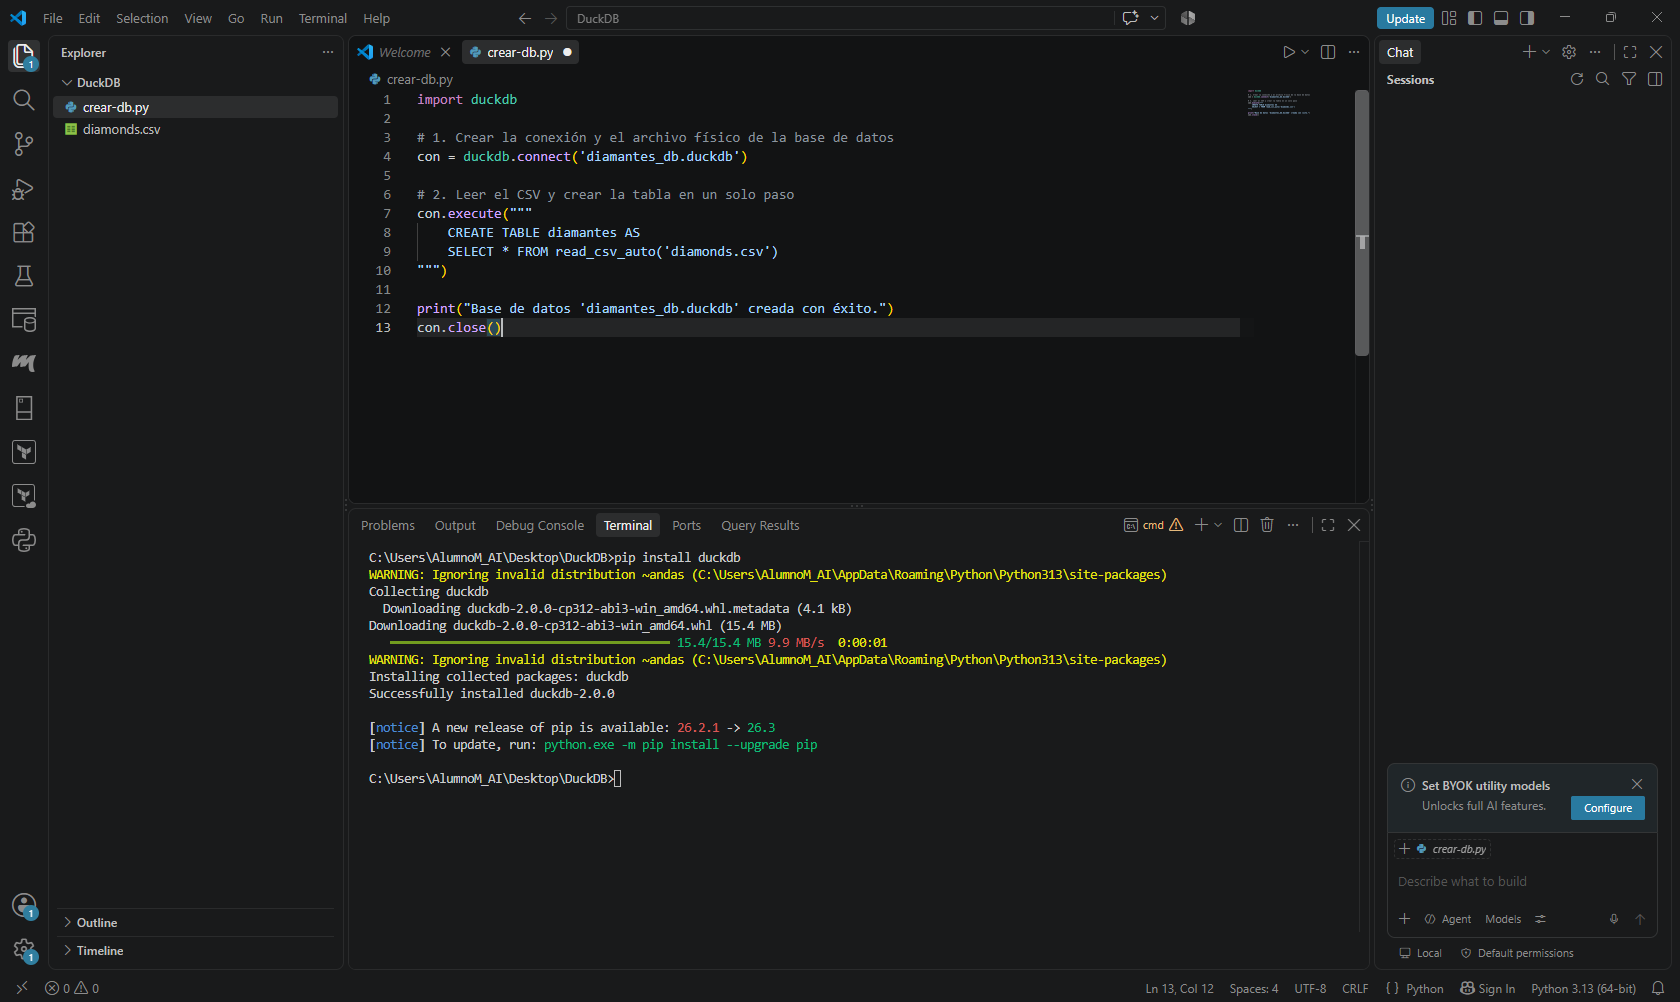 File Edit Selection View Go Run Terminal Help
DuckDB
Update
Explorer
DuckDB
crear-db.py
diamonds.csv
Outline
Timeline
Welcome
crear-db.py
crear-db.py
1 import duckdb
2
3 # 1. Crear la conexión y el archivo físico de la base de datos
4 con = duckdb.connect('diamantes_db.duckdb')
5
6 # 2. Leer el CSV y crear la tabla en un solo paso
7 con.execute("""
8 CREATE TABLE diamantes AS
9 SELECT * FROM read_csv_auto('diamonds.csv')
10 """)
11
12 print("Base de datos 'diamantes_db.duckdb' creada con éxito.")
13 con.close()
Problems Output Debug Console Terminal Ports Query Results
cmd
C:\Users\AlumnoM_AI\Desktop\DuckDB>pip install duckdb
WARNING: Ignoring invalid distribution ~andas (C:\Users\AlumnoM_AI\AppData\Roaming\Python\Python313\site-packages)
Collecting duckdb
Downloading duckdb-2.0.0-cp312-abi3-win_amd64.whl.metadata (4.1 kB)
Downloading duckdb-2.0.0-cp312-abi3-win_amd64.whl (15.4 MB)
15.4/15.4 MB 9.9 MB/s 0:00:01
WARNING: Ignoring invalid distribution ~andas (C:\Users\AlumnoM_AI\AppData\Roaming\Python\Python313\site-packages)
Installing collected packages: duckdb
Successfully installed duckdb-2.0.0
[notice] A new release of pip is available: 26.2.1 -> 26.3
[notice] To update, run: python.exe -m pip install --upgrade pip
C:\Users\AlumnoM_AI\Desktop\DuckDB>
Chat
Sessions
Set BYOK utility models
Unlocks full AI features.
Configure
crear-db.py
Describe what to build
Agent Models
Local Default permissions
1
1
1
0 0
Ln 13, Col 12 Spaces: 4 UTF-8 CRLF { } Python Sign In Python 3.13 (64-bit)